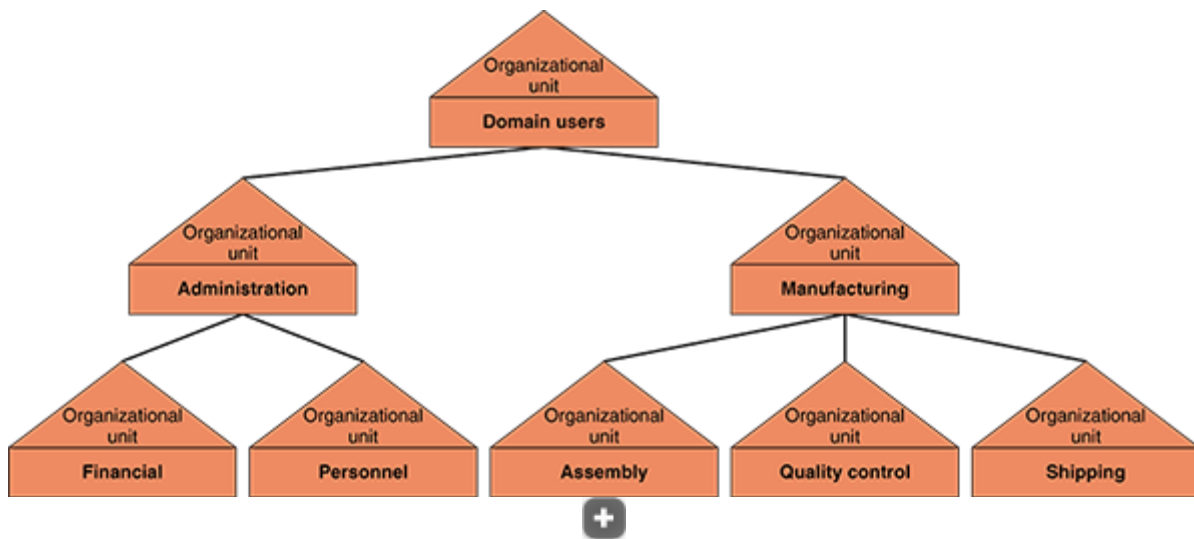 Organizational
unit
Domain users
Organizational
unit
Administration
Organizational
unit
Manufacturing
Organizational
unit
Financial
Organizational
unit
Personnel
Organizational
unit
Assembly
Organizational
unit
Quality control
Organizational
unit
Shipping